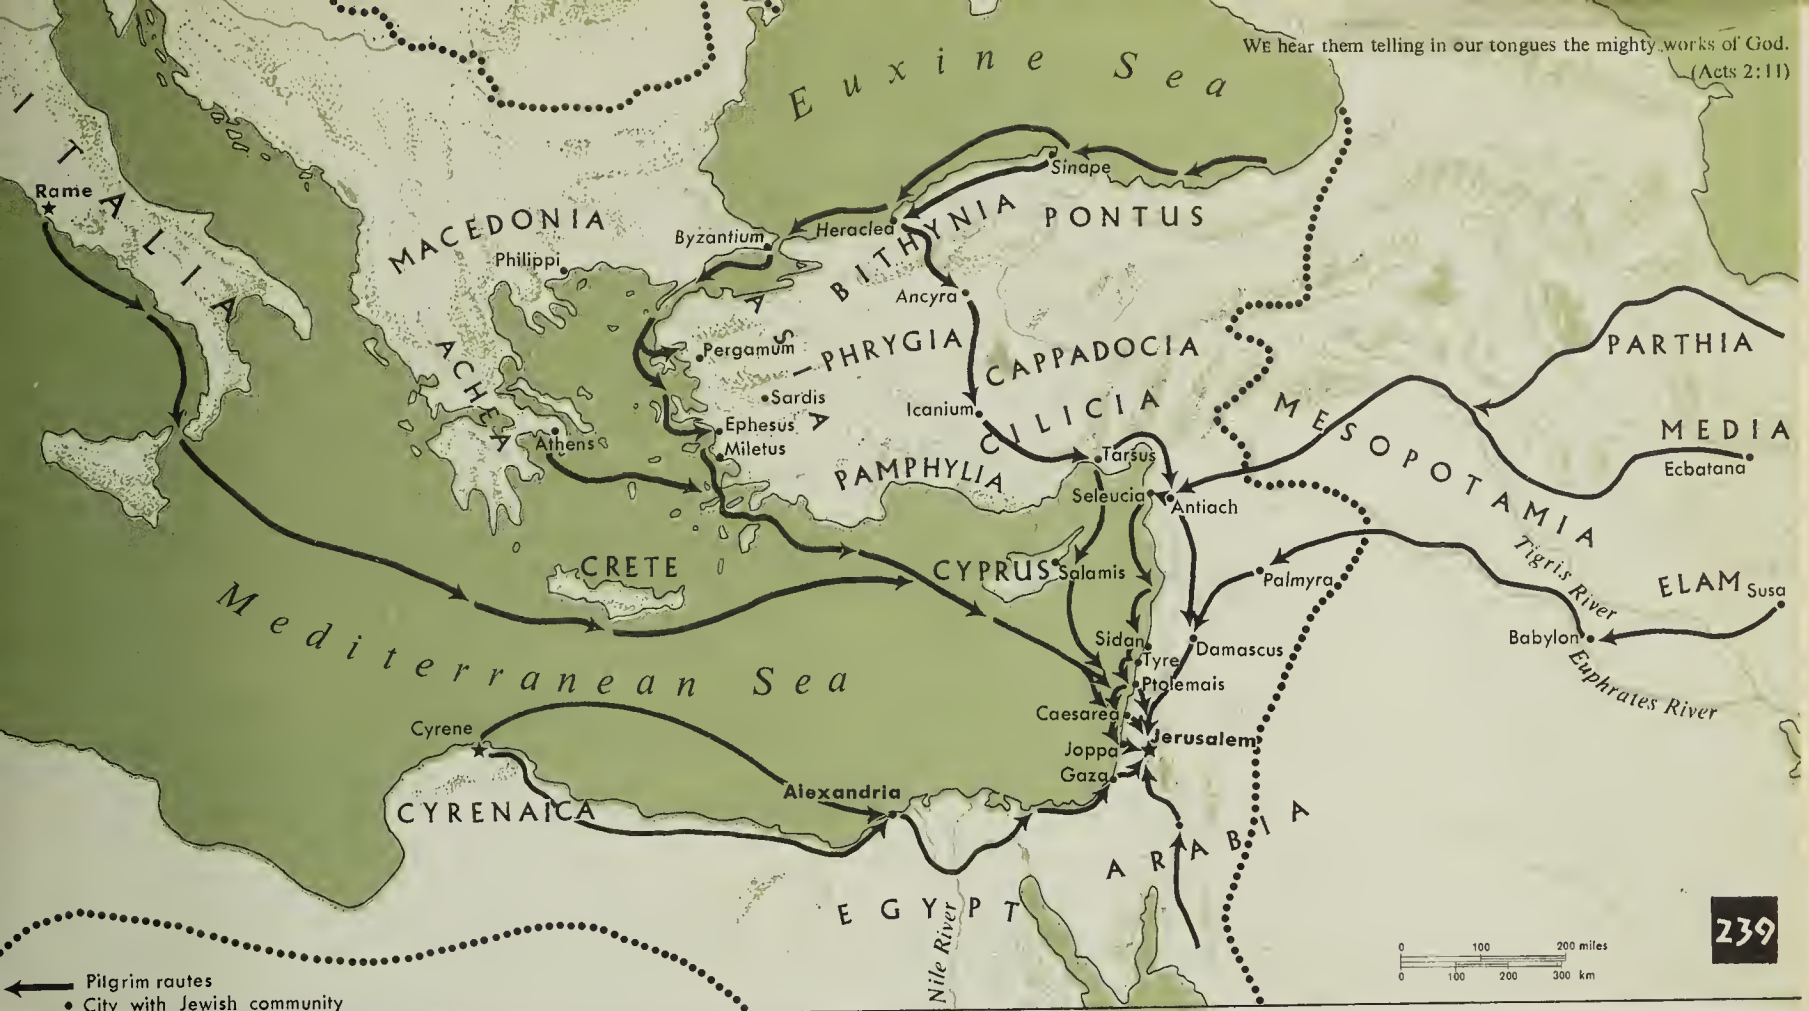 WE hear them telling in our tongues the mighty works of God.
(Acts 2:11)
Euxine Sea
ITALIA
Rame
Sinape
MACEDONIA
Byzantium
Heraclea
BITHYNIA
PONTUS
Philippi
Ancyra
ASIA
PARTHIA
Pergamum
PHRYGIA
CAPPADOCIA
ACHEA
Sardis
Icanium
CILICIA
MESOPOTAMIA
MEDIA
Athens
Ephesus
Miletus
Tarsus
Ecbatana
PAMPHYLIA
Seleucia
Antiach
CRETE
CYPRUS
Salamis
Palmyra
Tigris River
ELAM
Susa
Mediterranean Sea
Sidan
Damascus
Babylon
Tyre
Ptolemais
Euphrates River
Caesarea
Cyrene
Jerusalem
Joppa
Gaza
Alexandria
CYRENAICA
ARABIA
EGYPT
Nile River
239
0 100 200 miles
0 100 200 300 km
Pilgrim routes
City with Jewish community